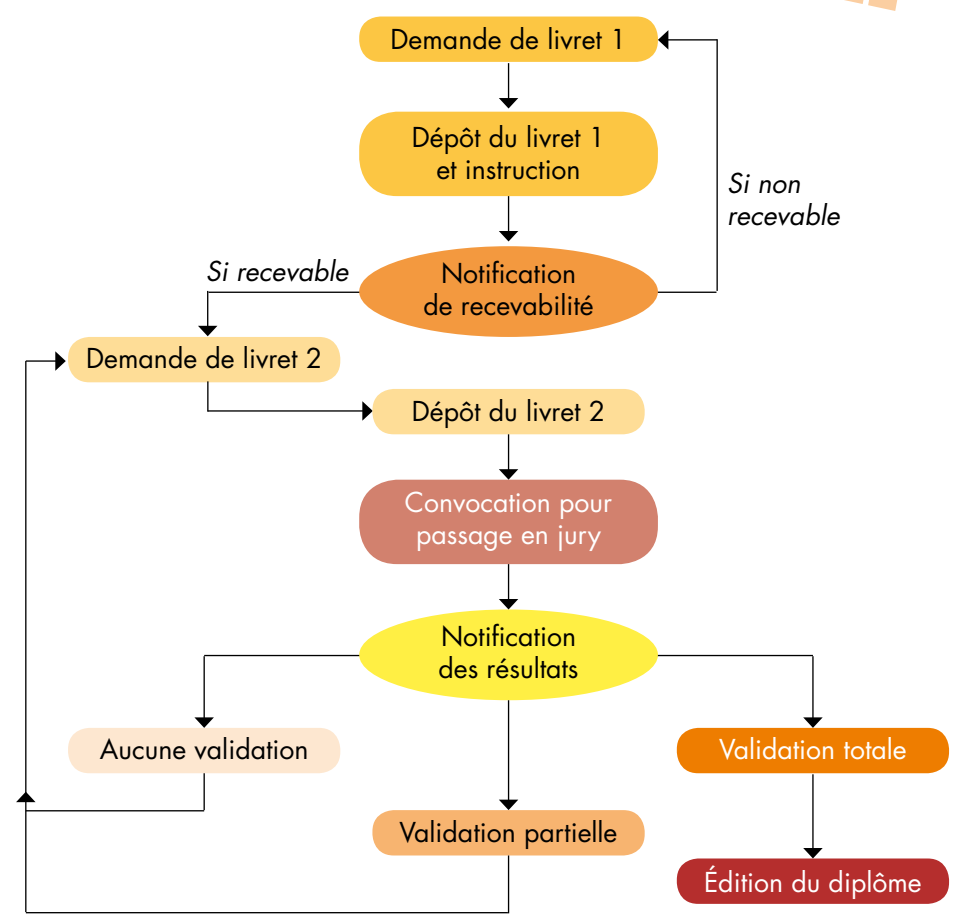 Demande de livret 1
Dépôt du livret 1
et instruction
Si non
recevable
Notification
de recevabilité
Si recevable
Demande de livret 2
Dépôt du livret 2
Convocation pour
passage en jury
Notification
des résultats
Aucune validation
Validation totale
Validation partielle
Édition du diplôme